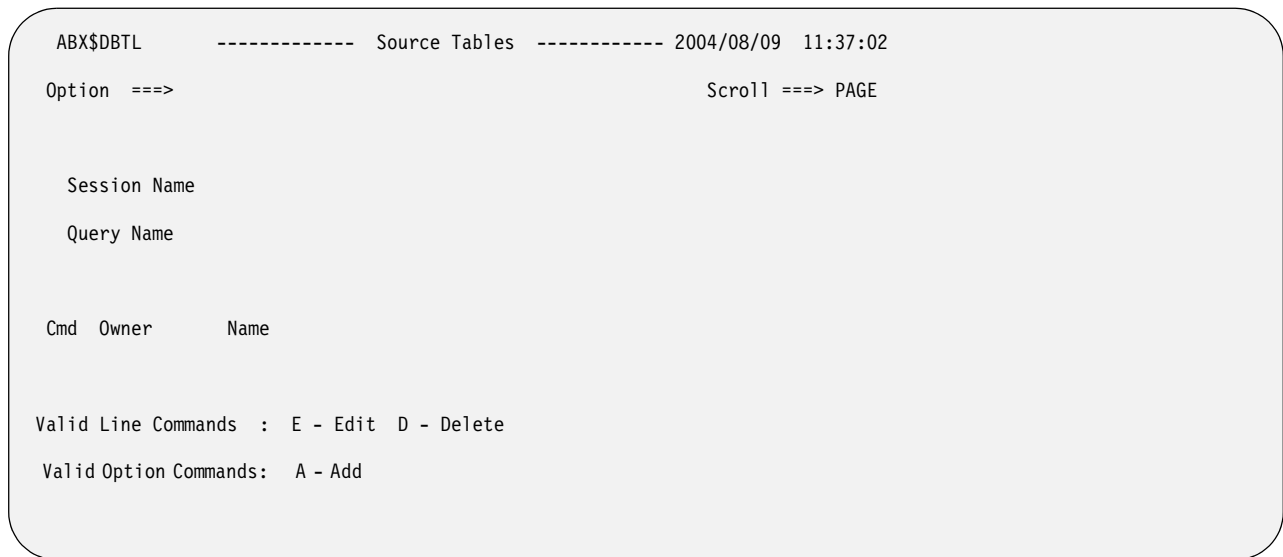 ABX$DBTL ------------- Source Tables ------------ 2004/08/09 11:37:02
Option ===> Scroll ===> PAGE
Session Name
Query Name
Cmd Owner Name
Valid Line Commands : E - Edit D - Delete
Valid Option Commands: A - Add